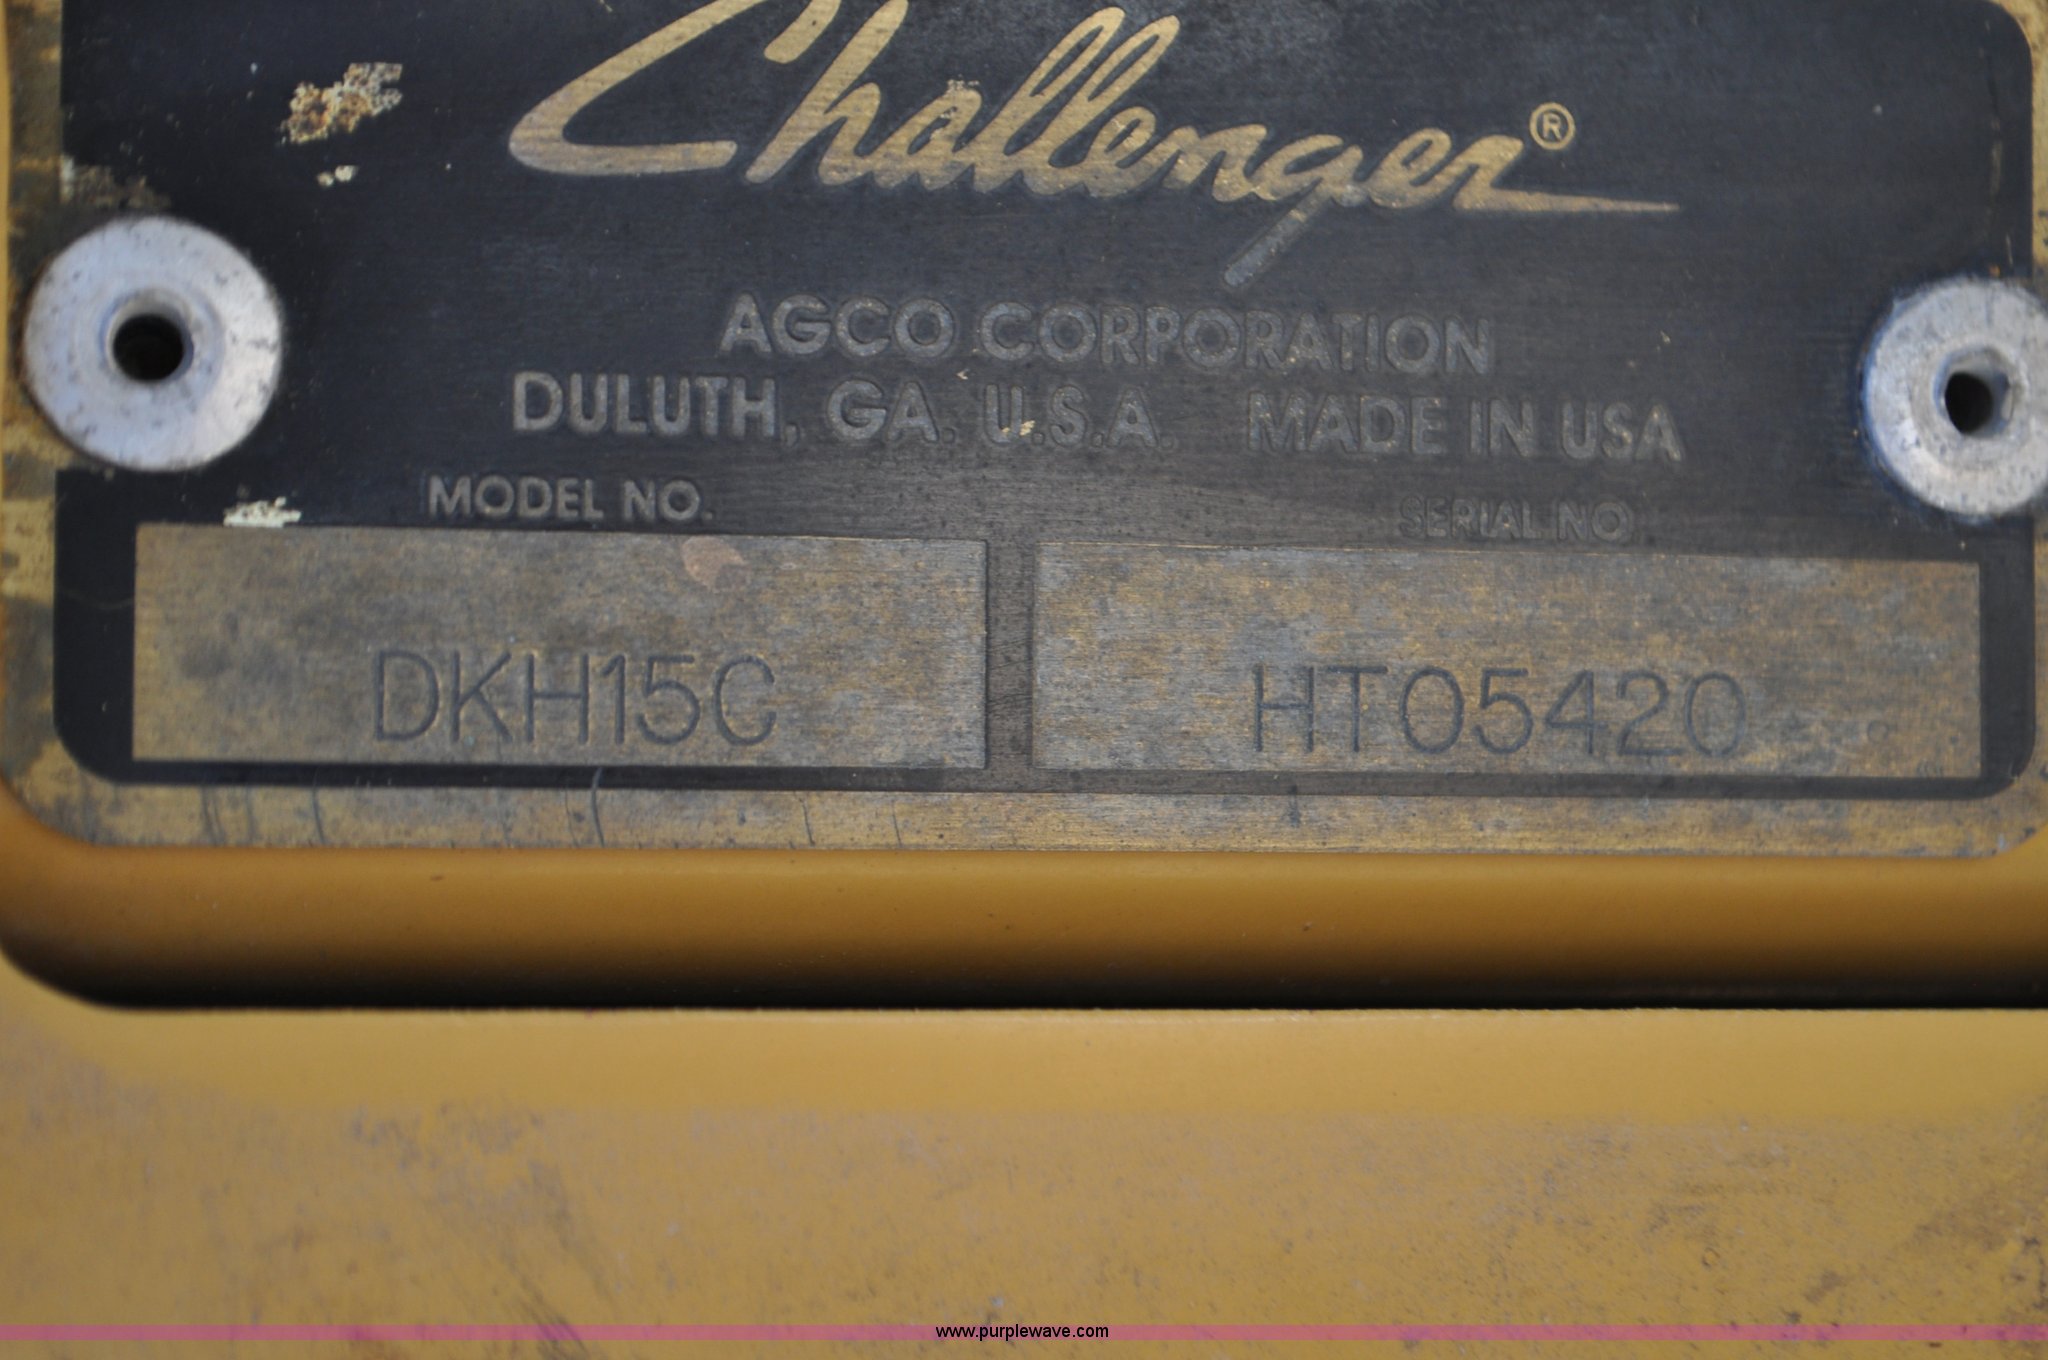 Challenger®
AGCO CORPORATION
DULUTH, GA. U.S.A. MADE IN USA
MODEL NO. SERIAL NO
DKH15C HT05420
www.purplewave.com